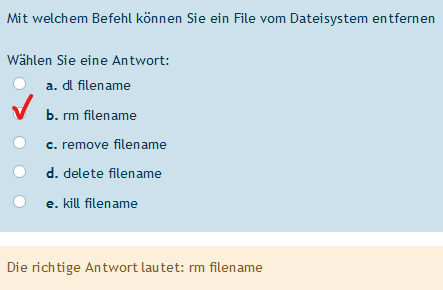 Mit welchem Befehl können Sie ein File vom Dateisystem entfernen
Wählen Sie eine Antwort:
a. dl filename
b. rm filename
c. remove filename
d. delete filename
e. kill filename
Die richtige Antwort lautet: rm filename